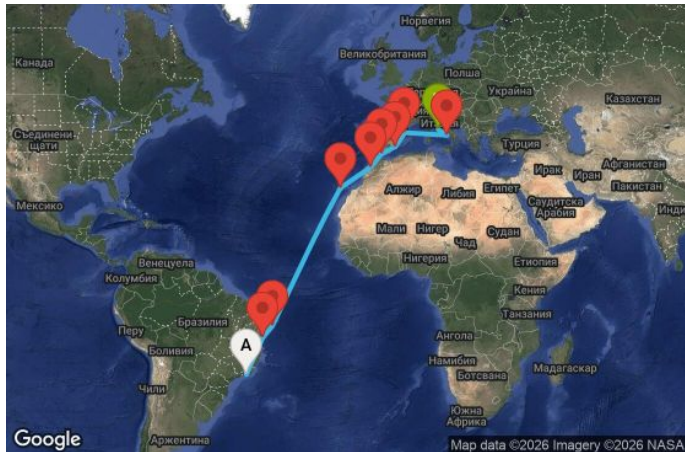 Норвегия
Канада
Великобритания
Полша
Украйна
Казахстан
Съединени
щати
Турция
Афганистан
Ирак
Иран
Алжир
Либия
Египет
Пакистан
Мексико
Саудитска
Арабия
Мали
Нигер
Судан
Чад
Нигерия
Етиопия
Венецуела
Колумбия
Кения
Танзания
Перу
Бразилия
A
Боливия
Ангола
Намибия
Ботсвана
Мадагаскар
Чили
Южна
Африка
Аржентина
Google
Map data ©2026 Imagery ©2026 NASA